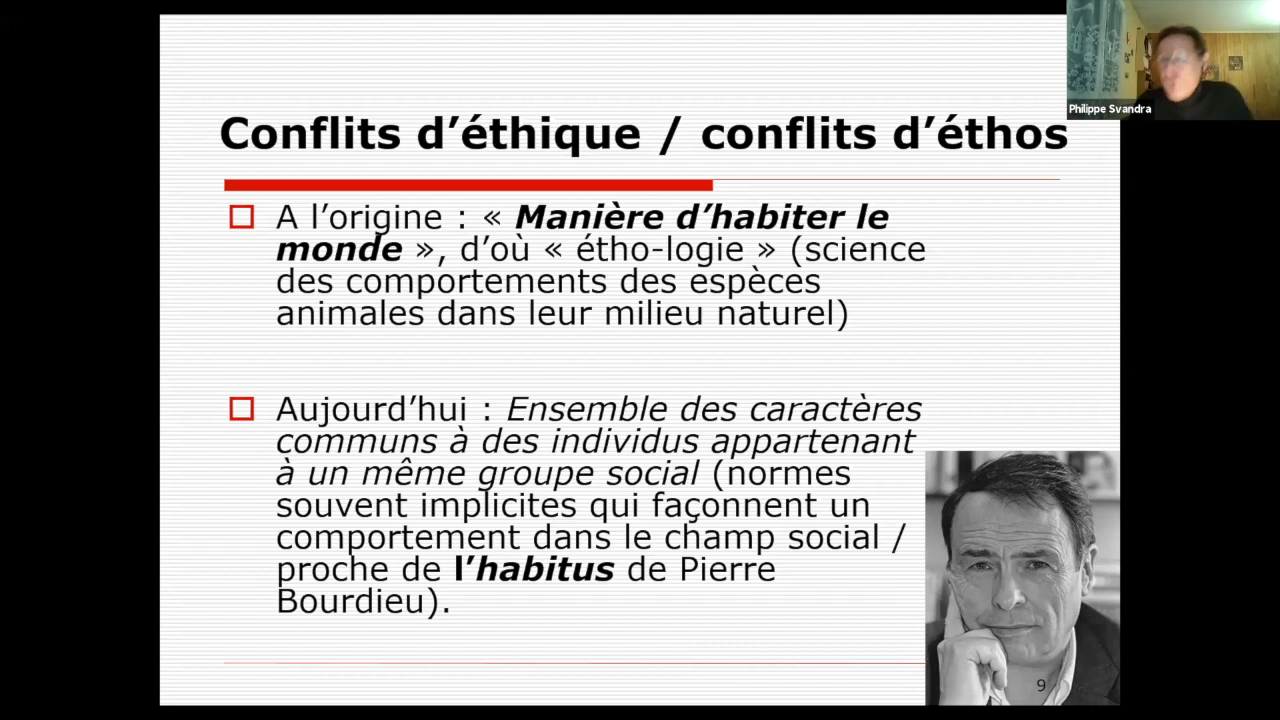 Philippe Svandra
Conflits d’éthique / conflits d’éthos
A l’origine : « Manière d’habiter le
monde », d’où « étho-logie » (science
des comportements des espèces
animales dans leur milieu naturel)
Aujourd’hui : Ensemble des caractères
communs à des individus appartenant
à un même groupe social (normes
souvent implicites qui façonnent un
comportement dans le champ social /
proche de l’habitus de Pierre
Bourdieu).
9